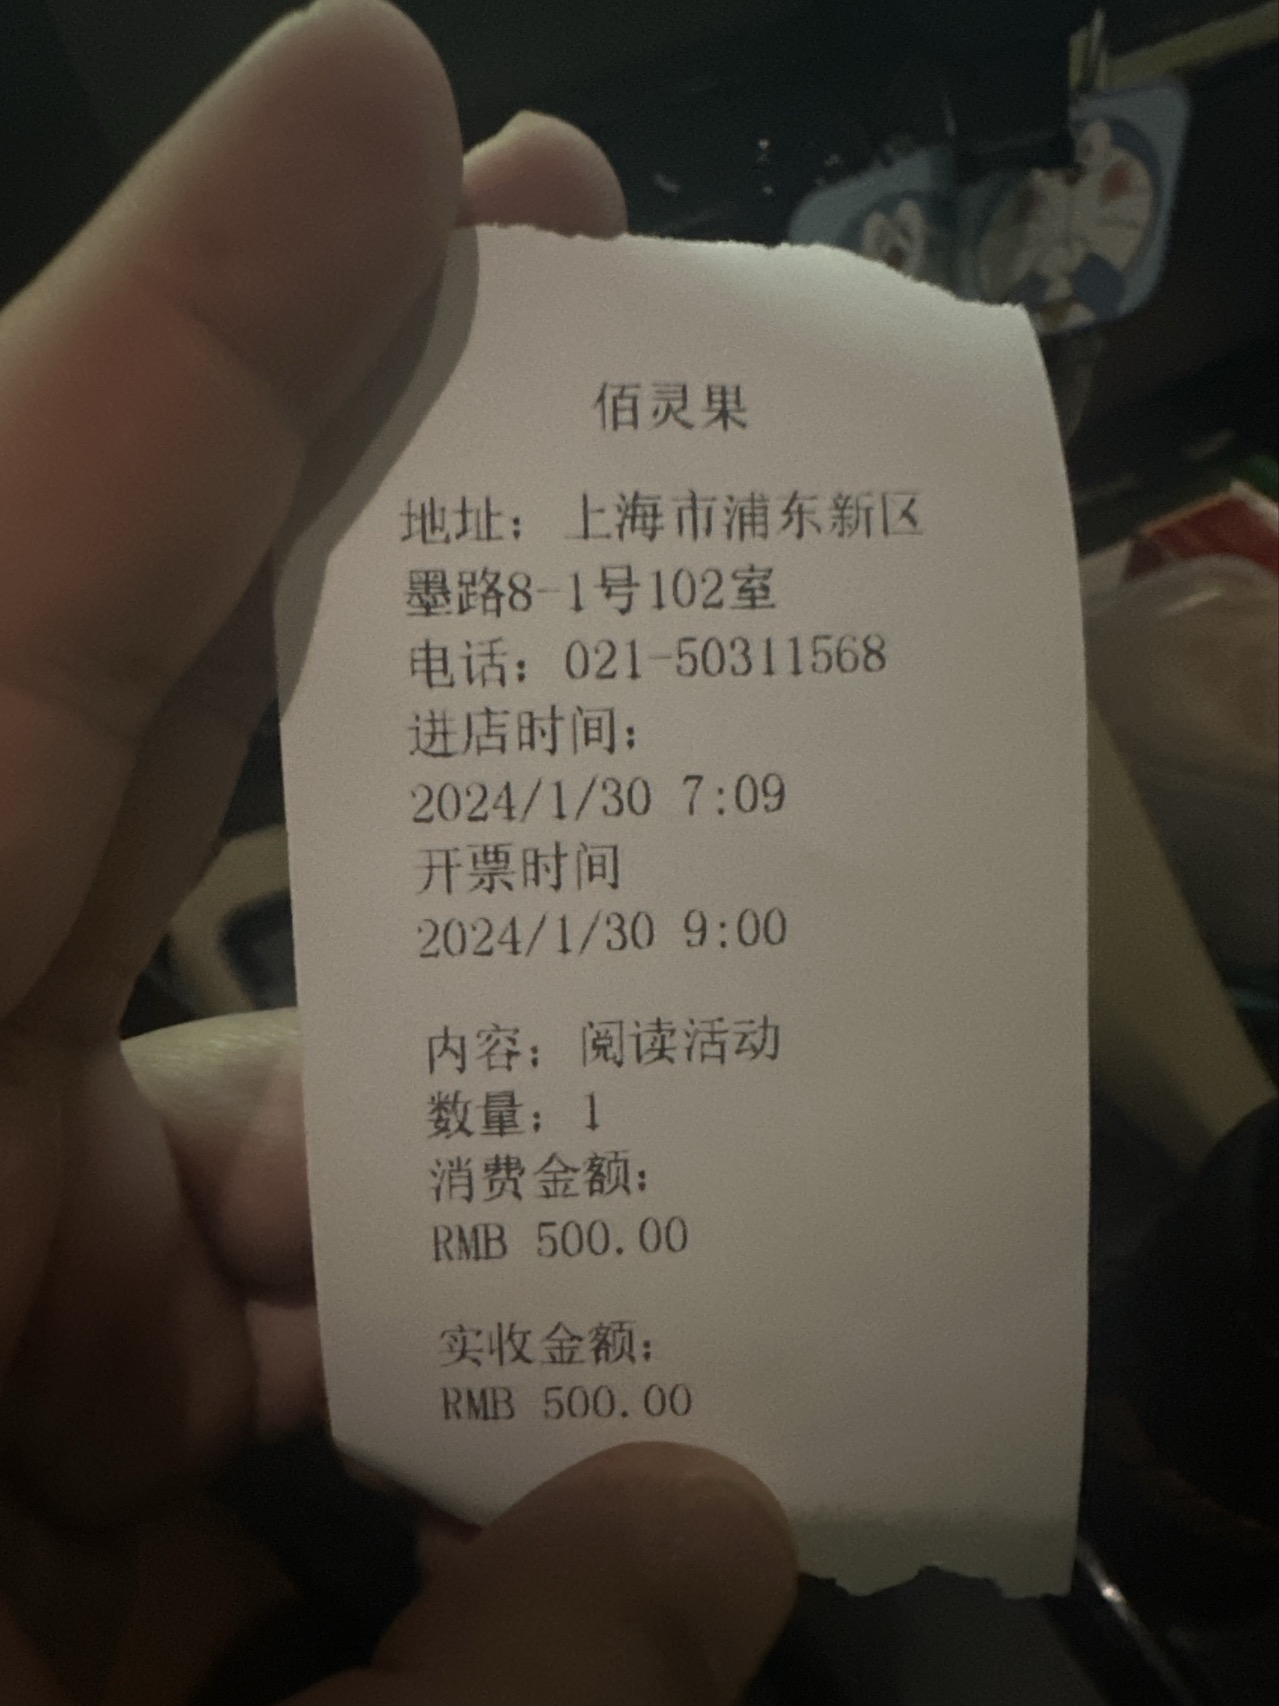 佰灵果
地址：上海市浦东新区
墨路8-1号102室
电话：021-50311568
进店时间：
2024/1/30 7:09
开票时间
2024/1/30 9:00
内容：阅读活动
数量：1
消费金额：
RMB 500.00
实收金额：
RMB 500.00